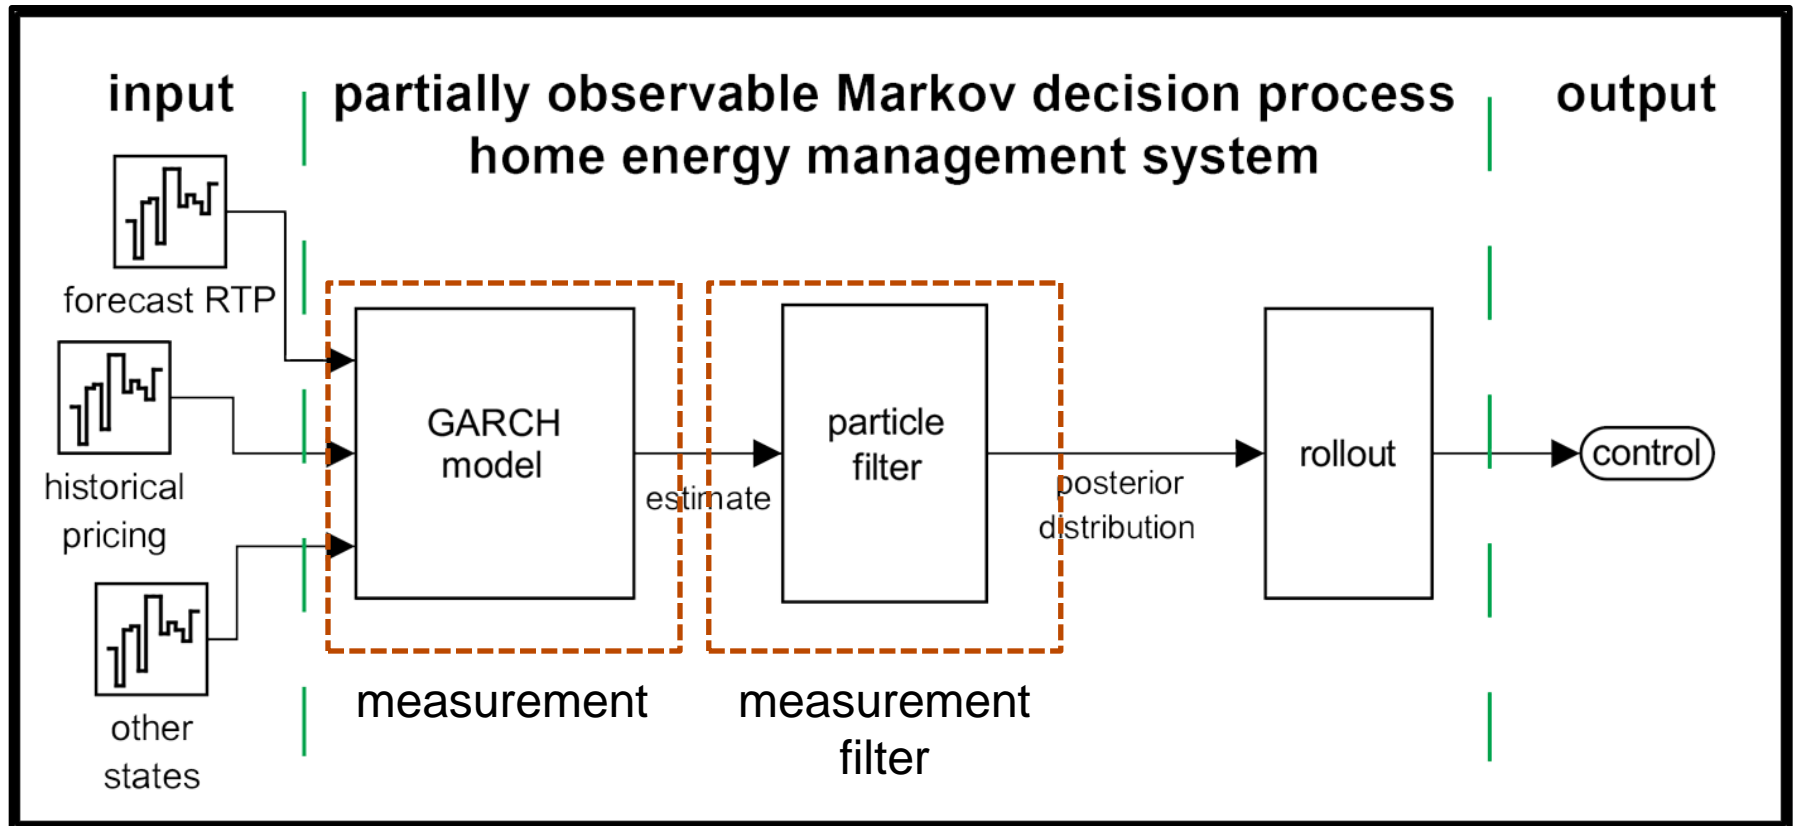 input
partially observable Markov decision process
home energy management system
output
forecast RTP
historical
pricing
other
states
GARCH
model
estimate
particle
filter
posterior
distribution
rollout
control
measurement
measurement
filter